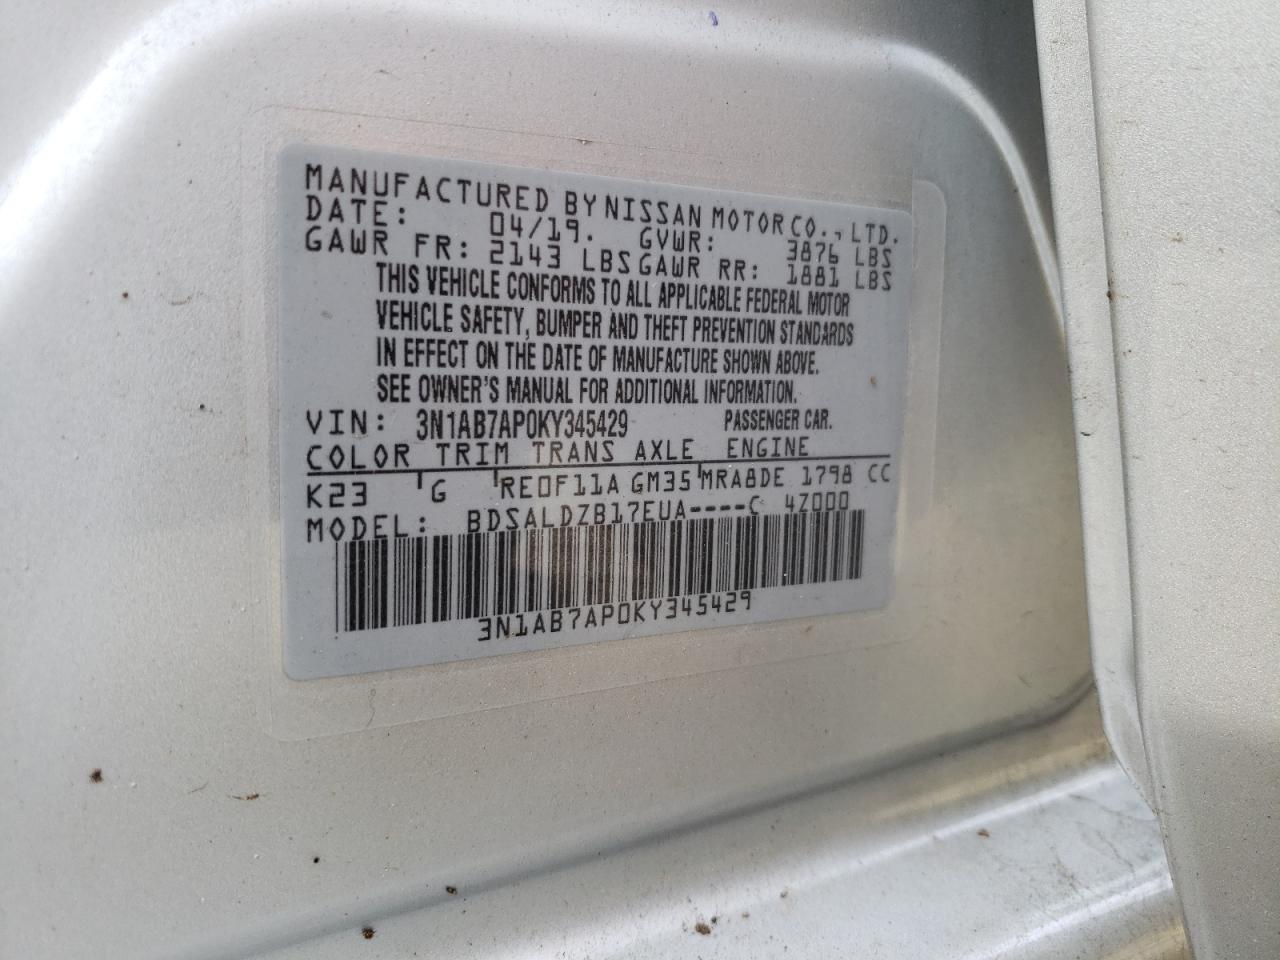 MANUFACTURED BY NISSAN MOTOR CO., LTD.
DATE: 04/19. GVWR: 3876 LBS
GAWR FR: 2143 LBS GAWR RR: 1881 LBS
THIS VEHICLE CONFORMS TO ALL APPLICABLE FEDERAL MOTOR
VEHICLE SAFETY, BUMPER AND THEFT PREVENTION STANDARDS
IN EFFECT ON THE DATE OF MANUFACTURE SHOWN ABOVE.
SEE OWNER'S MANUAL FOR ADDITIONAL INFORMATION.
VIN: 3N1AB7AP0KY345429 PASSENGER CAR.
COLOR TRIM TRANS AXLE ENGINE
K23 G RE0F11A GM35 MRA8DE 1798 CC
MODEL: BDSALDZB17EUA----C 4Z000
3N1AB7AP0KY345429